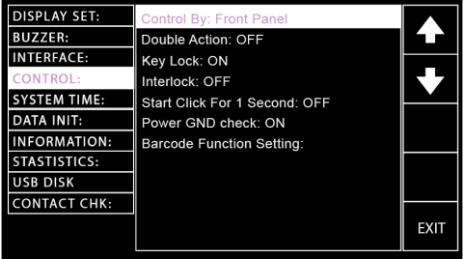 DISPLAY SET:
BUZZER:
INTERFACE:
CONTROL:
SYSTEM TIME:
DATA INIT:
INFORMATION:
STASTISTICS:
USB DISK
CONTACT CHK:
Control By: Front Panel
Double Action: OFF
Key Lock: ON
Interlock: OFF
Start Click For 1 Second: OFF
Power GND check: ON
Barcode Function Setting:
EXIT